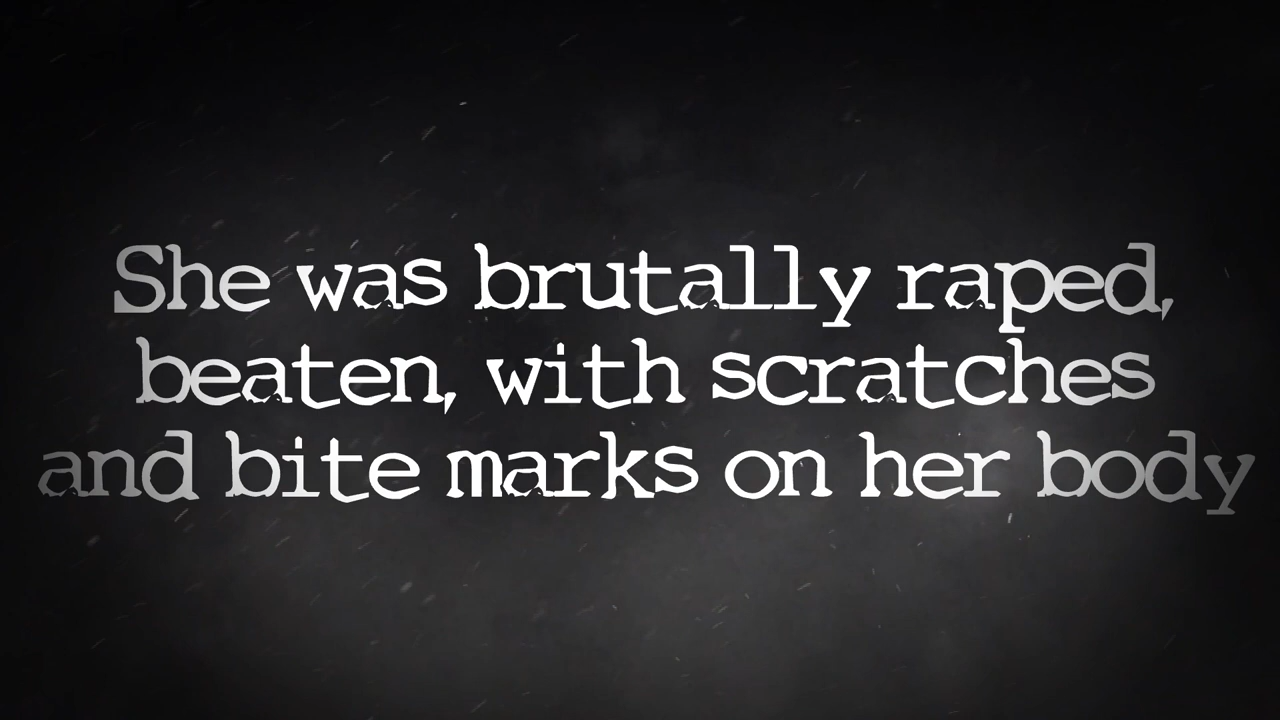 She was brutally raped,
beaten, with scratches
and bite marks on her body